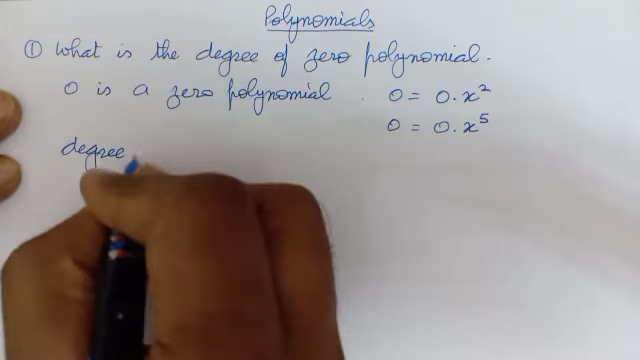 Polynomials
① What is the degree of zero polynomial.
0 is a zero polynomial. 0 = 0.x²
0 = 0.x⁵
degree